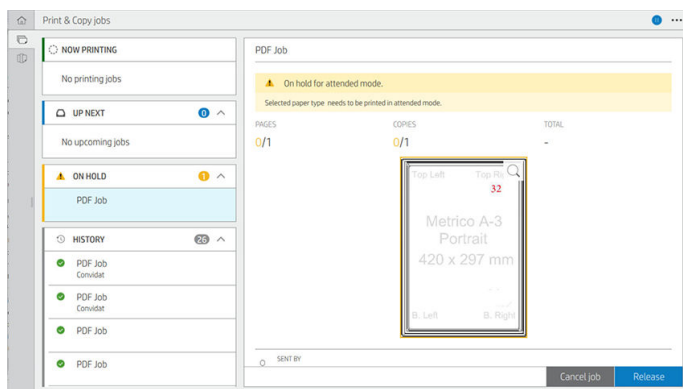 Print & Copy jobs
NOW PRINTING
No printing jobs
UP NEXT
0
No upcoming jobs
ON HOLD
1
PDF Job
HISTORY
26
PDF Job
Convidat
PDF Job
Convidat
PDF Job
PDF Job
PDF Job
On hold for attended mode.
Selected paper type needs to be printed in attended mode.
PAGES
COPIES
TOTAL
0/1
0/1
-
Top Left
Top Ri
32
Metrico A-3
Portrait
420 x 297 mm
B. Left
B. Right
SENT BY
Cancel job
Release